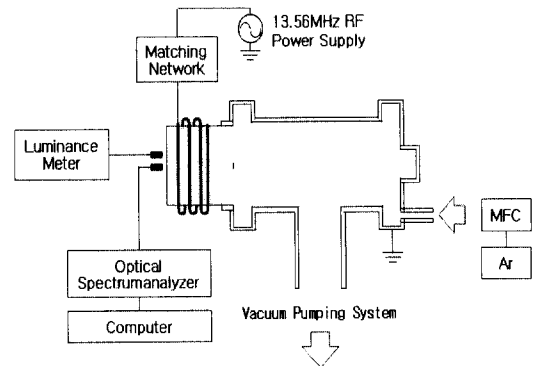 13.56MHz RF
Power Supply
Matching
Network
Luminance
Meter
MFC
Ar
Optical
Spectrumanalyzer
Computer
Vacuum Pumping System